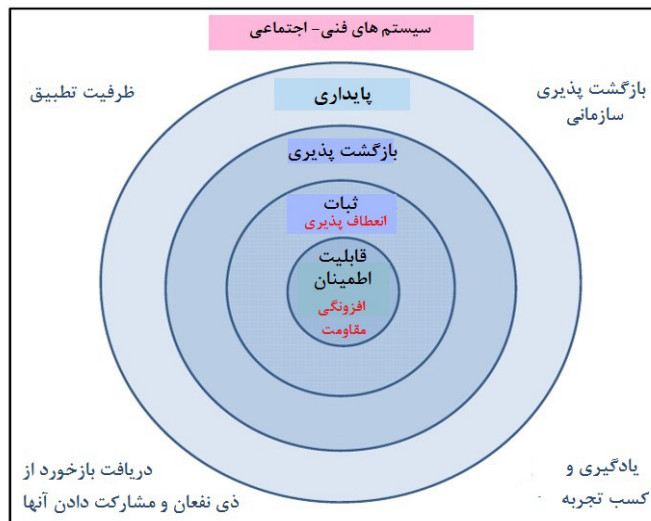 سیستم های فنی- اجتماعی
بازگشت پذیری
سازمانی
ظرفیت تطبیق
پایداری
بازگشت پذیری
ثبات
انعطاف پذیری
قابلیت
اطمینان
افزونگی
مقاومت
یادگیری و
کسب تجربه
دریافت بازخورد از
ذی نفعان و مشارکت دادن آنها